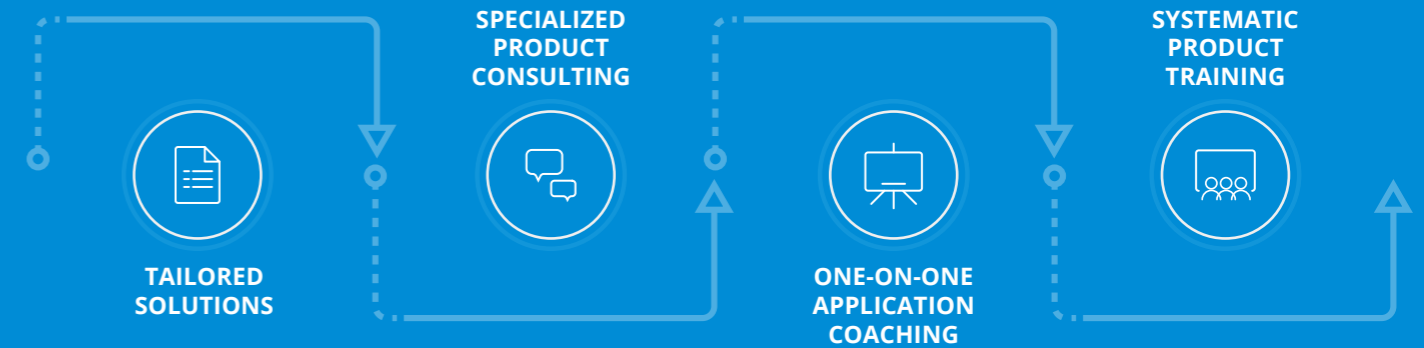 TAILORED
SOLUTIONS
SPECIALIZED
PRODUCT
CONSULTING
ONE-ON-ONE
APPLICATION
COACHING
SYSTEMATIC
PRODUCT
TRAINING